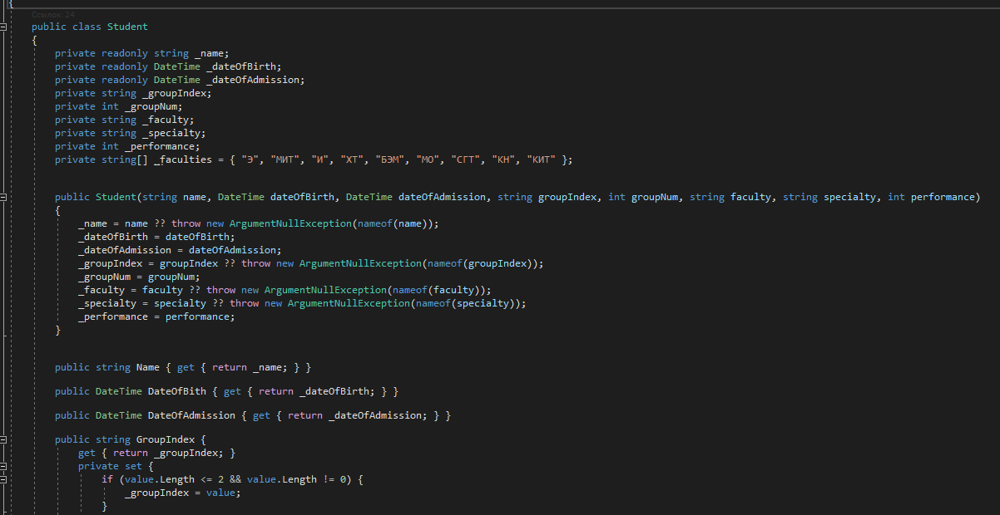 {
Ссылок: 24
public class Student
{
private readonly string _name;
private readonly DateTime _dateOfBirth;
private readonly DateTime _dateOfAdmission;
private string _groupIndex;
private int _groupNum;
private string _faculty;
private string _specialty;
private int _performance;
private string[] _faculties = { "Э", "МИТ", "И", "ХТ", "БЭМ", "МО", "СГТ", "КН", "КИТ" };
public Student(string name, DateTime dateOfBirth, DateTime dateOfAdmission, string groupIndex, int groupNum, string faculty, string specialty, int performance)
{
_name = name ?? throw new ArgumentNullException(nameof(name));
_dateOfBirth = dateOfBirth;
_dateOfAdmission = dateOfAdmission;
_groupIndex = groupIndex ?? throw new ArgumentNullException(nameof(groupIndex));
_groupNum = groupNum;
_faculty = faculty ?? throw new ArgumentNullException(nameof(faculty));
_specialty = specialty ?? throw new ArgumentNullException(nameof(specialty));
_performance = performance;
}
public string Name { get { return _name; } }
public DateTime DateOfBith { get { return _dateOfBirth; } }
public DateTime DateOfAdmission { get { return _dateOfAdmission; } }
public string GroupIndex {
get { return _groupIndex; }
private set {
if (value.Length <= 2 && value.Length != 0) {
_groupIndex = value;
}